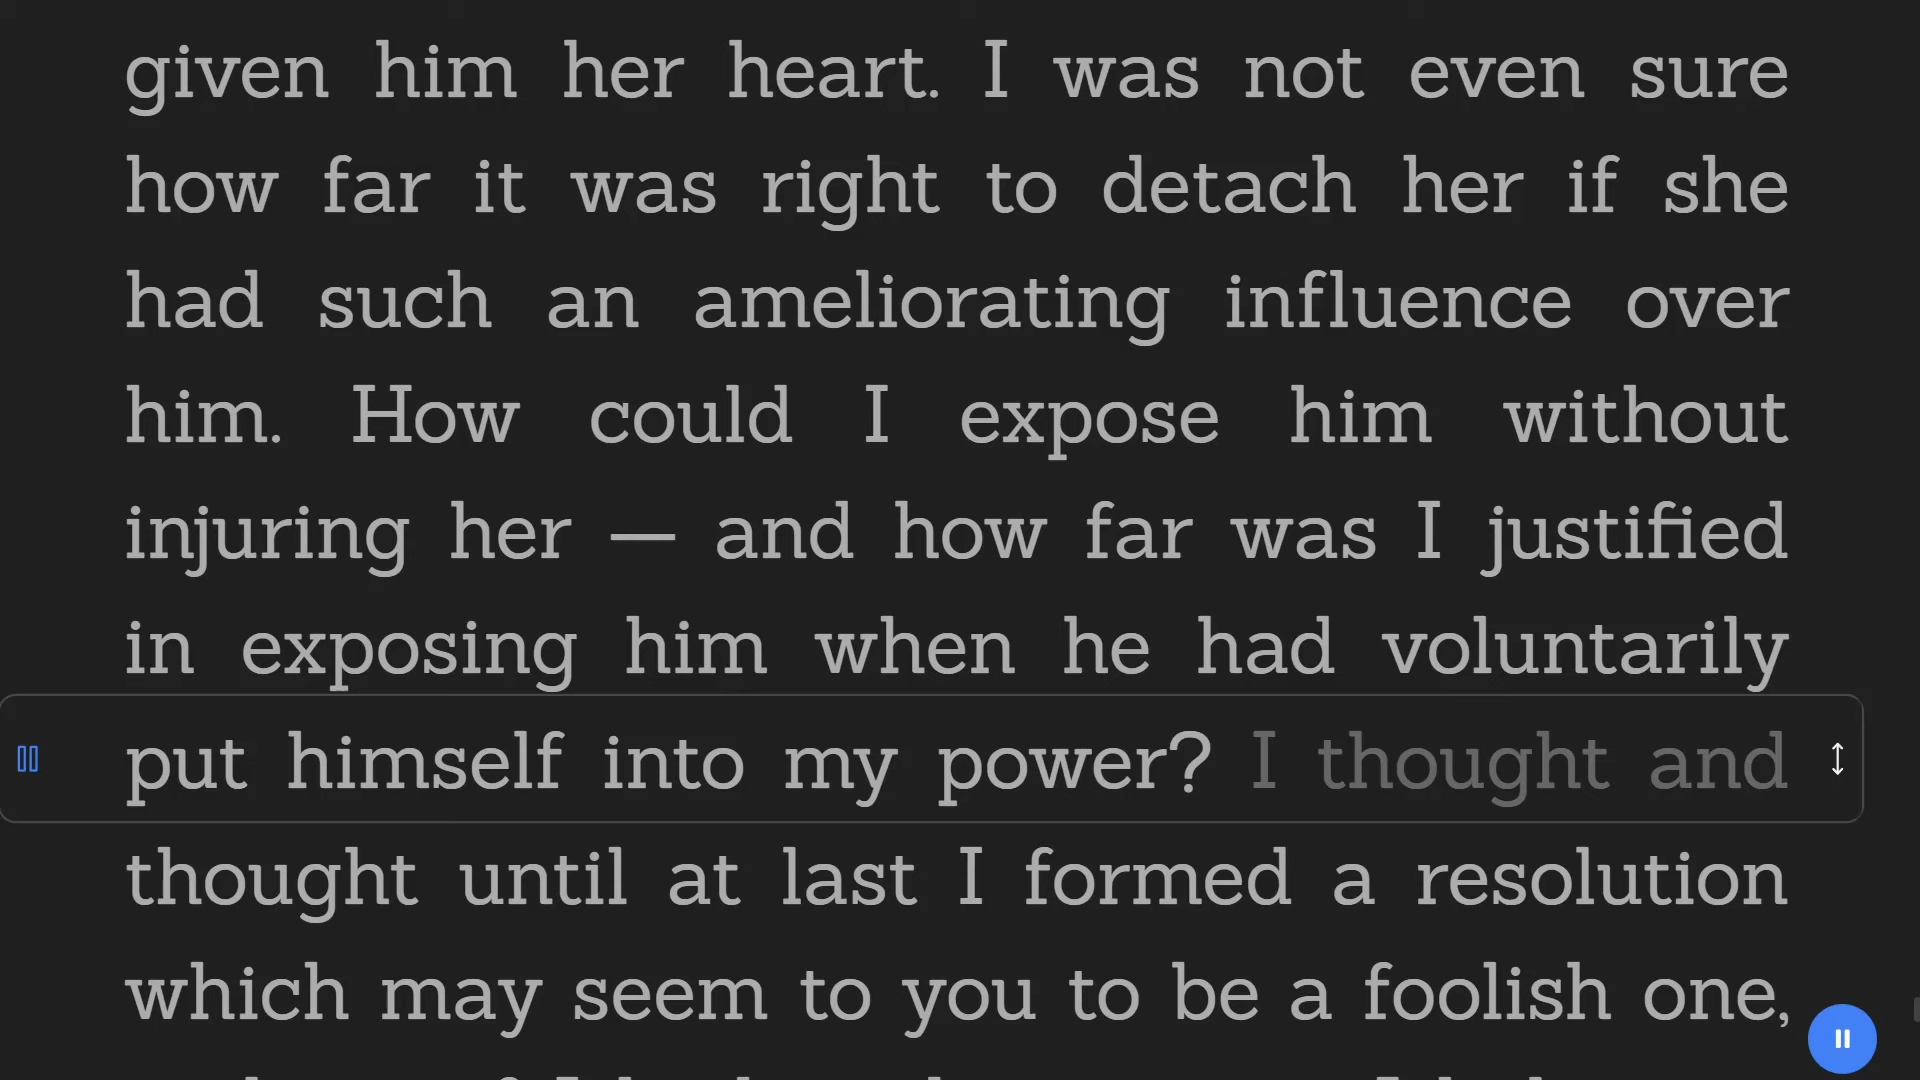 given him her heart. I was not even sure
how far it was right to detach her if she
had such an ameliorating influence over
him. How could I expose him without
injuring her — and how far was I justified
in exposing him when he had voluntarily
put himself into my power? I thought and
thought until at last I formed a resolution
which may seem to you to be a foolish one,